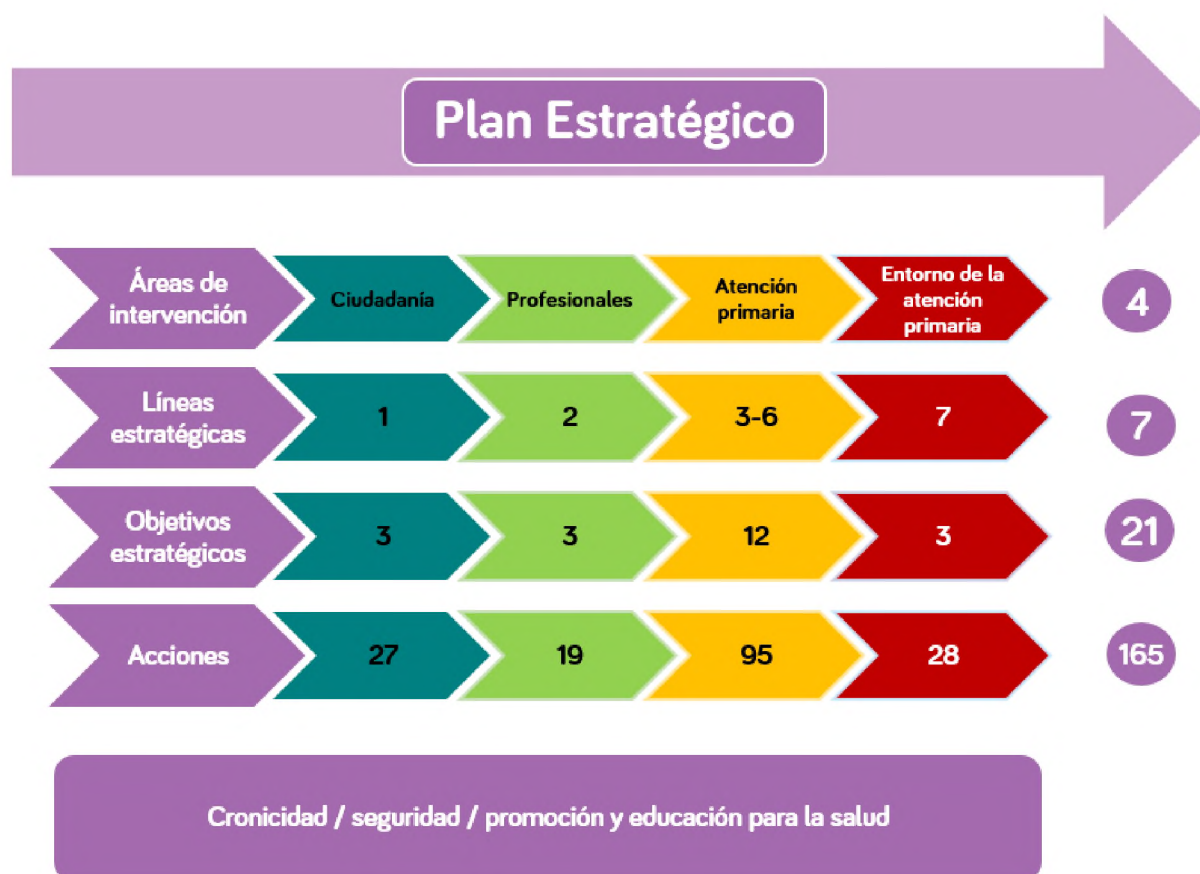 Plan Estratégico
Áreas de
intervención
Ciudadanía
Profesionales
Atención
primaria
Entorno de la
atención
primaria
4
Líneas
estratégicas
1
2
3-6
7
7
Objetivos
estratégicos
3
3
12
3
21
Acciones
27
19
95
28
165
Cronicidad / seguridad / promoción y educación para la salud